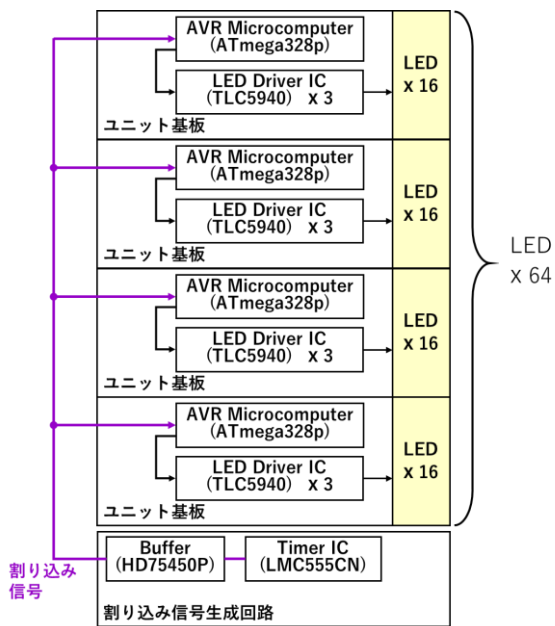 AVR Microcomputer
(ATmega328p)
LED Driver IC
(TLC5940) x 3
ユニット基板
LED
x 16
AVR Microcomputer
(ATmega328p)
LED Driver IC
(TLC5940) x 3
ユニット基板
LED
x 16
AVR Microcomputer
(ATmega328p)
LED Driver IC
(TLC5940) x 3
ユニット基板
LED
x 16
AVR Microcomputer
(ATmega328p)
LED Driver IC
(TLC5940) x 3
ユニット基板
LED
x 16
LED
x 64
割り込み
信号
Buffer
(HD75450P)
Timer IC
(LMC555CN)
割り込み信号生成回路